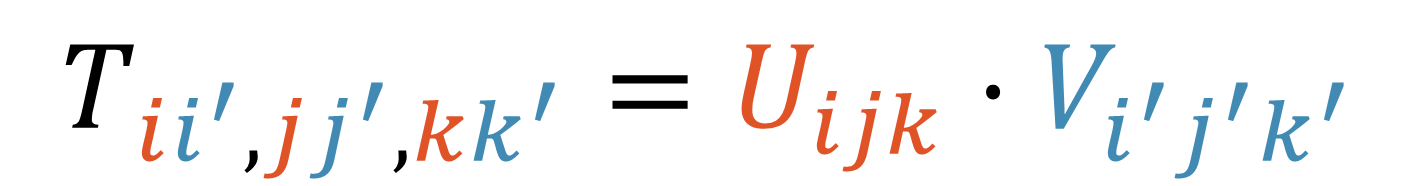 T_{ii′,jj′,kk′} = U_{ijk} · V_{i′j′k′}